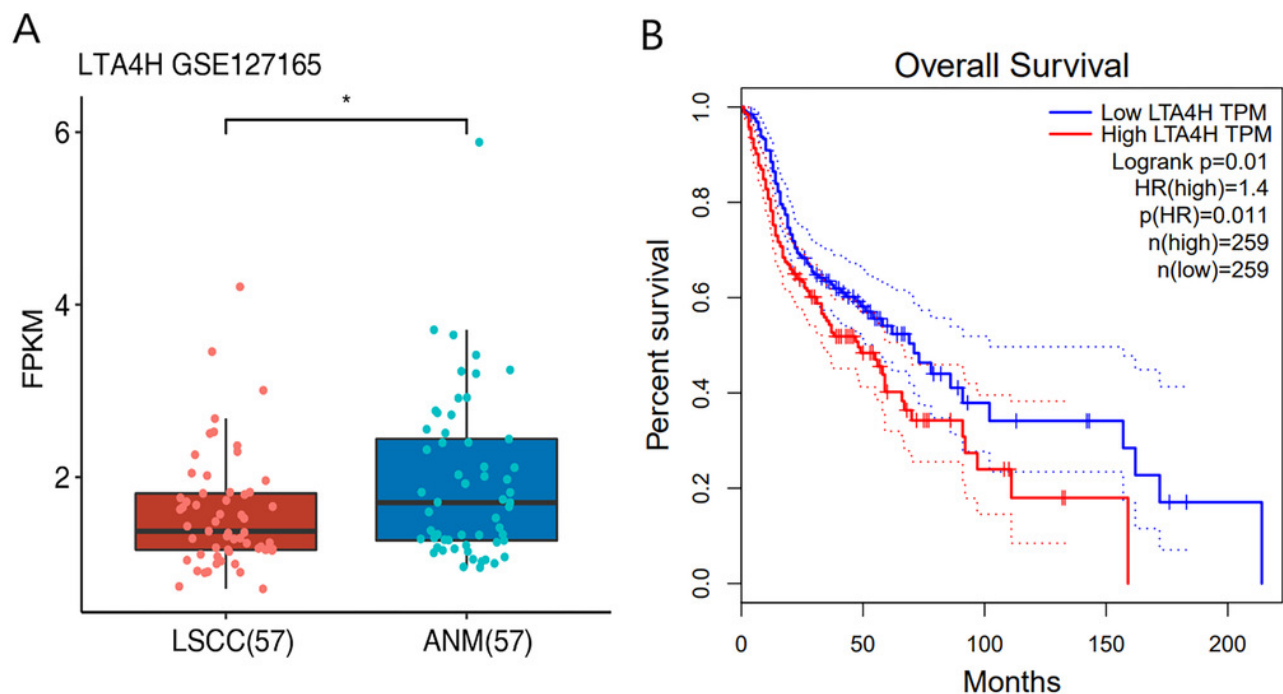 A
LTA4H GSE127165
*
6
4
2
FPKM
LSCC(57)
ANM(57)
B
Overall Survival
Low LTA4H TPM
High LTA4H TPM
Logrank p=0.01
HR(high)=1.4
p(HR)=0.011
n(high)=259
n(low)=259
1.0
0.8
0.6
0.4
0.2
0.0
Percent survival
0
50
100
150
200
Months